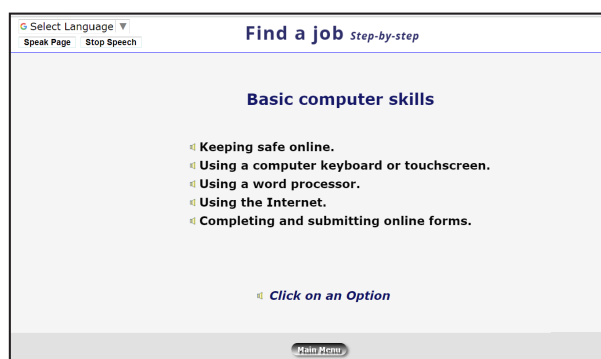 G Select Language ▼
Speak Page Stop Speech
Find a job Step-by-step
Basic computer skills
Keeping safe online.
Using a computer keyboard or touchscreen.
Using a word processor.
Using the Internet.
Completing and submitting online forms.
Click on an Option
Main Menu